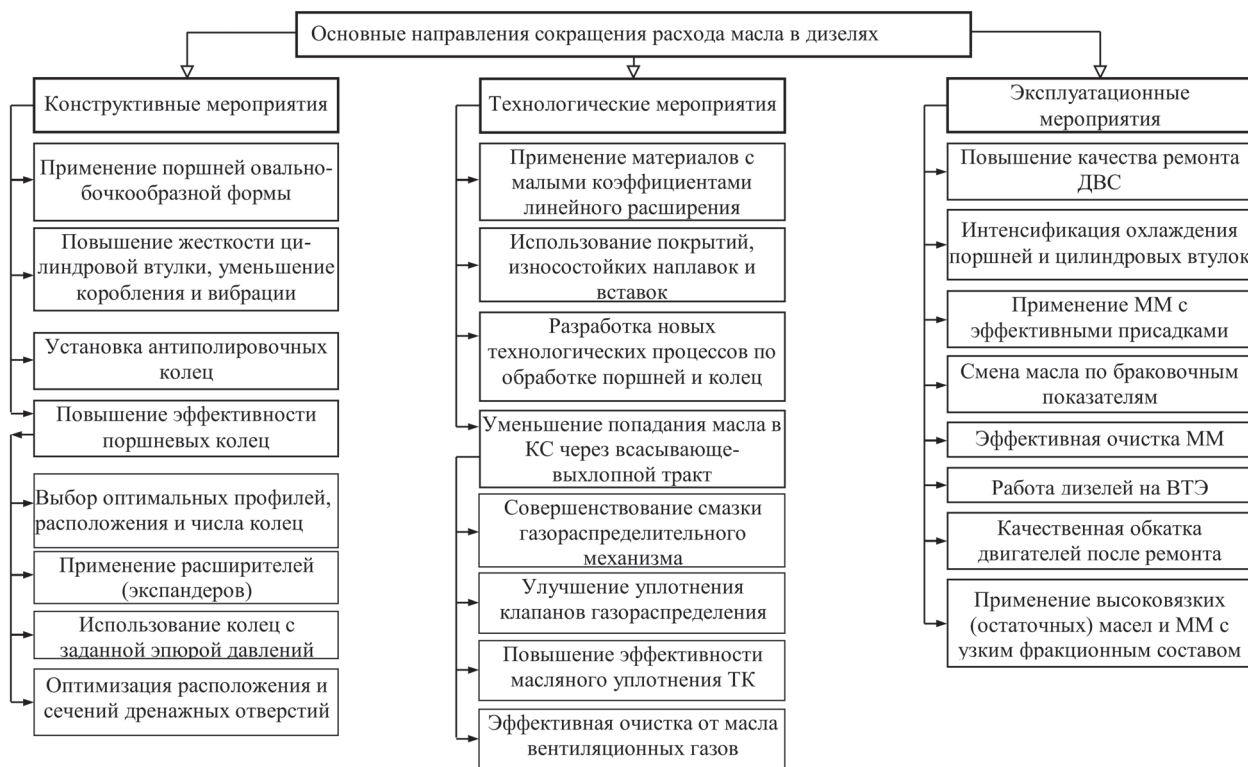 Основные направления сокращения расхода масла в дизелях
Конструктивные мероприятия
Применение поршней овально-
бочкообразной формы
Повышение жесткости ци-
линдровой втулки, уменьшение
коробления и вибрации
Установка антиполировочных
колец
Повышение эффективности
поршневых колец
Выбор оптимальных профилей,
расположения и числа колец
Применение расширителей
(экспандеров)
Использование колец с
заданной эпюрой давлений
Оптимизация расположения и
сечений дренажных отверстий
Технологические мероприятия
Применение материалов с
малыми коэффициентами
линейного расширения
Использование покрытий,
износостойких наплавок и
вставок
Разработка новых
технологических процессов по
обработке поршней и колец
Уменьшение попадания масла в
КС через всасывающе-
выхлопной тракт
Совершенствование смазки
газораспределительного
механизма
Улучшение уплотнения
клапанов газораспределения
Повышение эффективности
масляного уплотнения ТК
Эффективная очистка от масла
вентиляционных газов
Эксплуатационные
мероприятия
Повышение качества ремонта
ДВС
Интенсификация охлаждения
поршней и цилиндровых втулок
Применение ММ с
эффективными присадками
Смена масла по браковочным
показателям
Эффективная очистка ММ
Работа дизелей на ВТЭ
Качественная обкатка
двигателей после ремонта
Применение высоковязких
(остаточных) масел и ММ с
узким фракционным составом